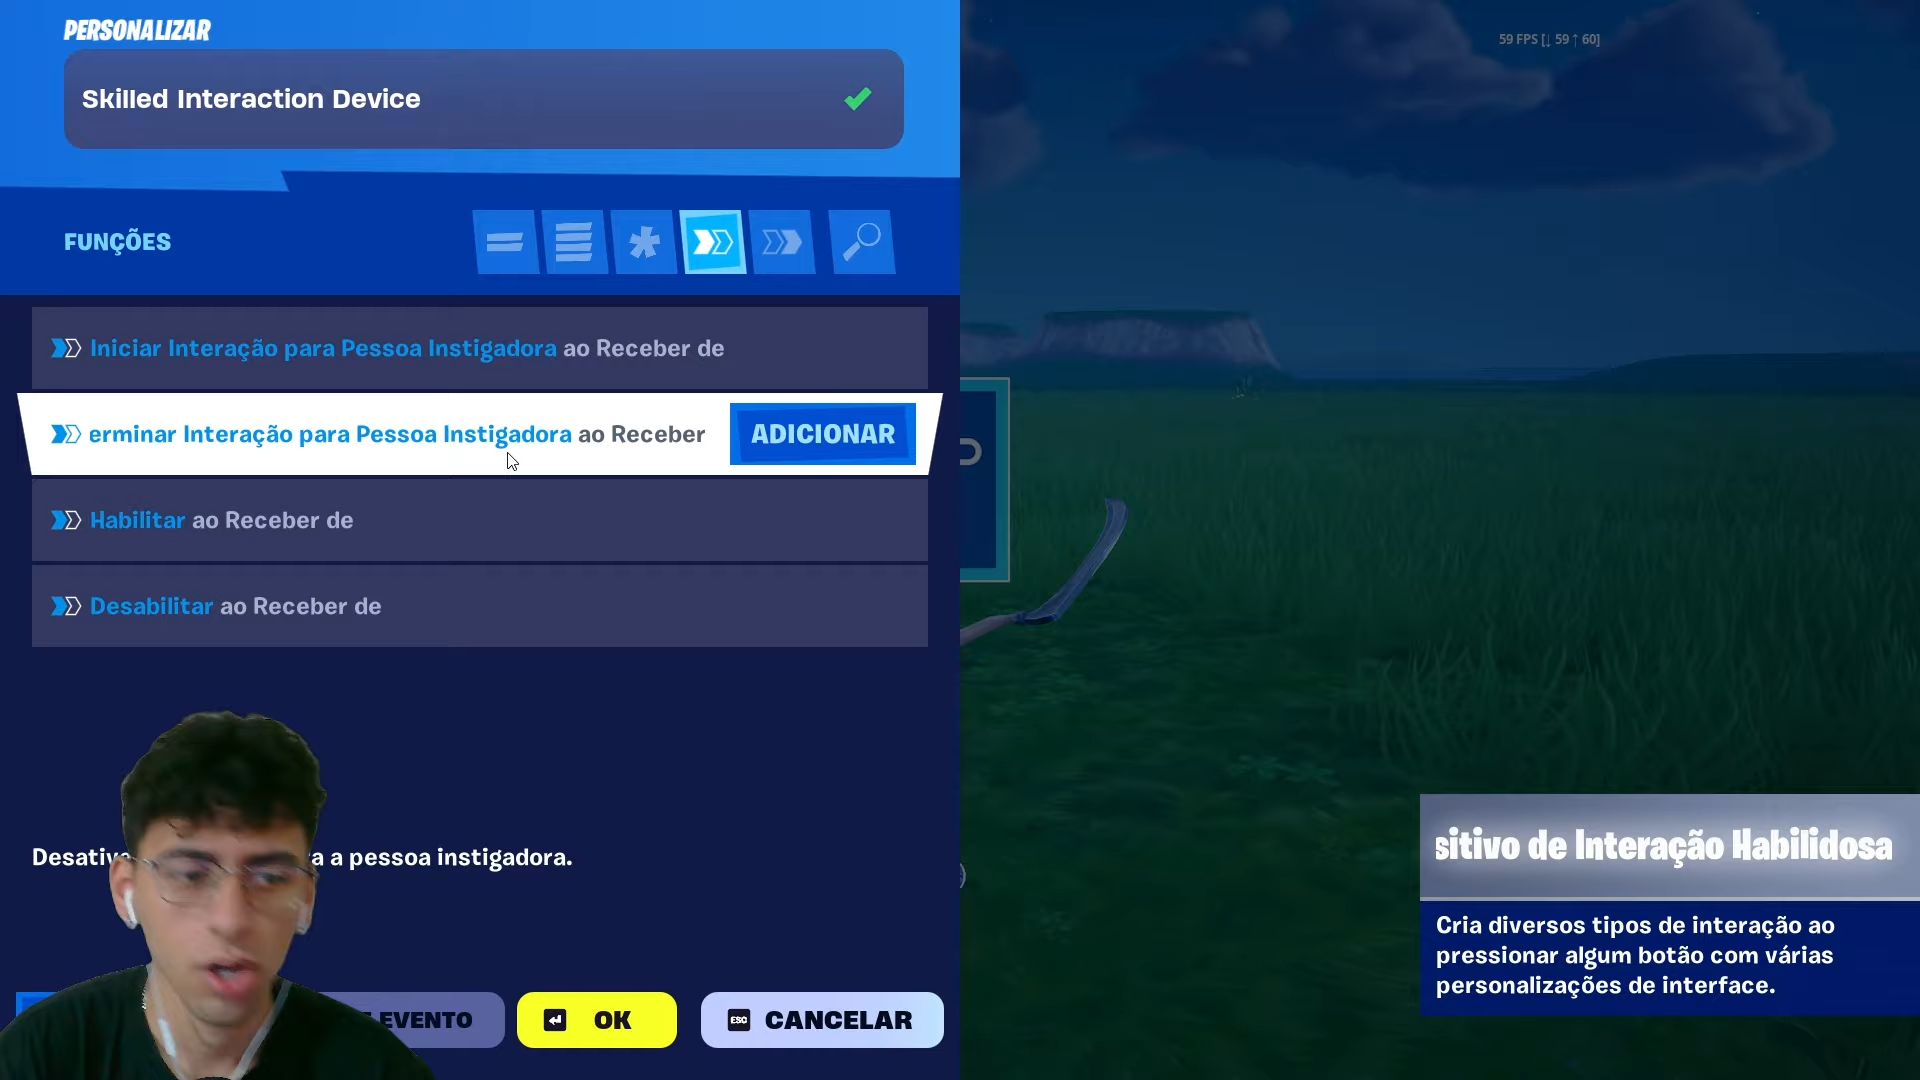 PERSONALIZAR
Skilled Interaction Device
59 FPS [↓ 59 ↑ 60]
FUNÇÕES
Iniciar Interação para Pessoa Instigadora ao Receber de
erminar Interação para Pessoa Instigadora ao Receber
ADICIONAR
Habilitar ao Receber de
Desabilitar ao Receber de
a a pessoa instigadora.
EVENTO
OK
ESC CANCELAR
sitivo de Interação Habilidosa
Cria diversos tipos de interação ao
pressionar algum botão com várias
personalizações de interface.